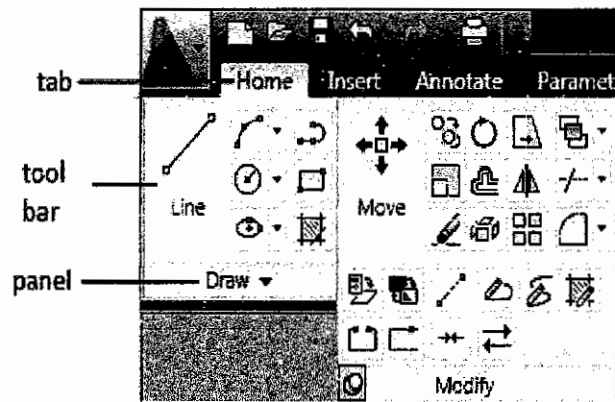 tab Home Insert Annotate Paramet
tool
bar
Line Move
panel Draw
Modify